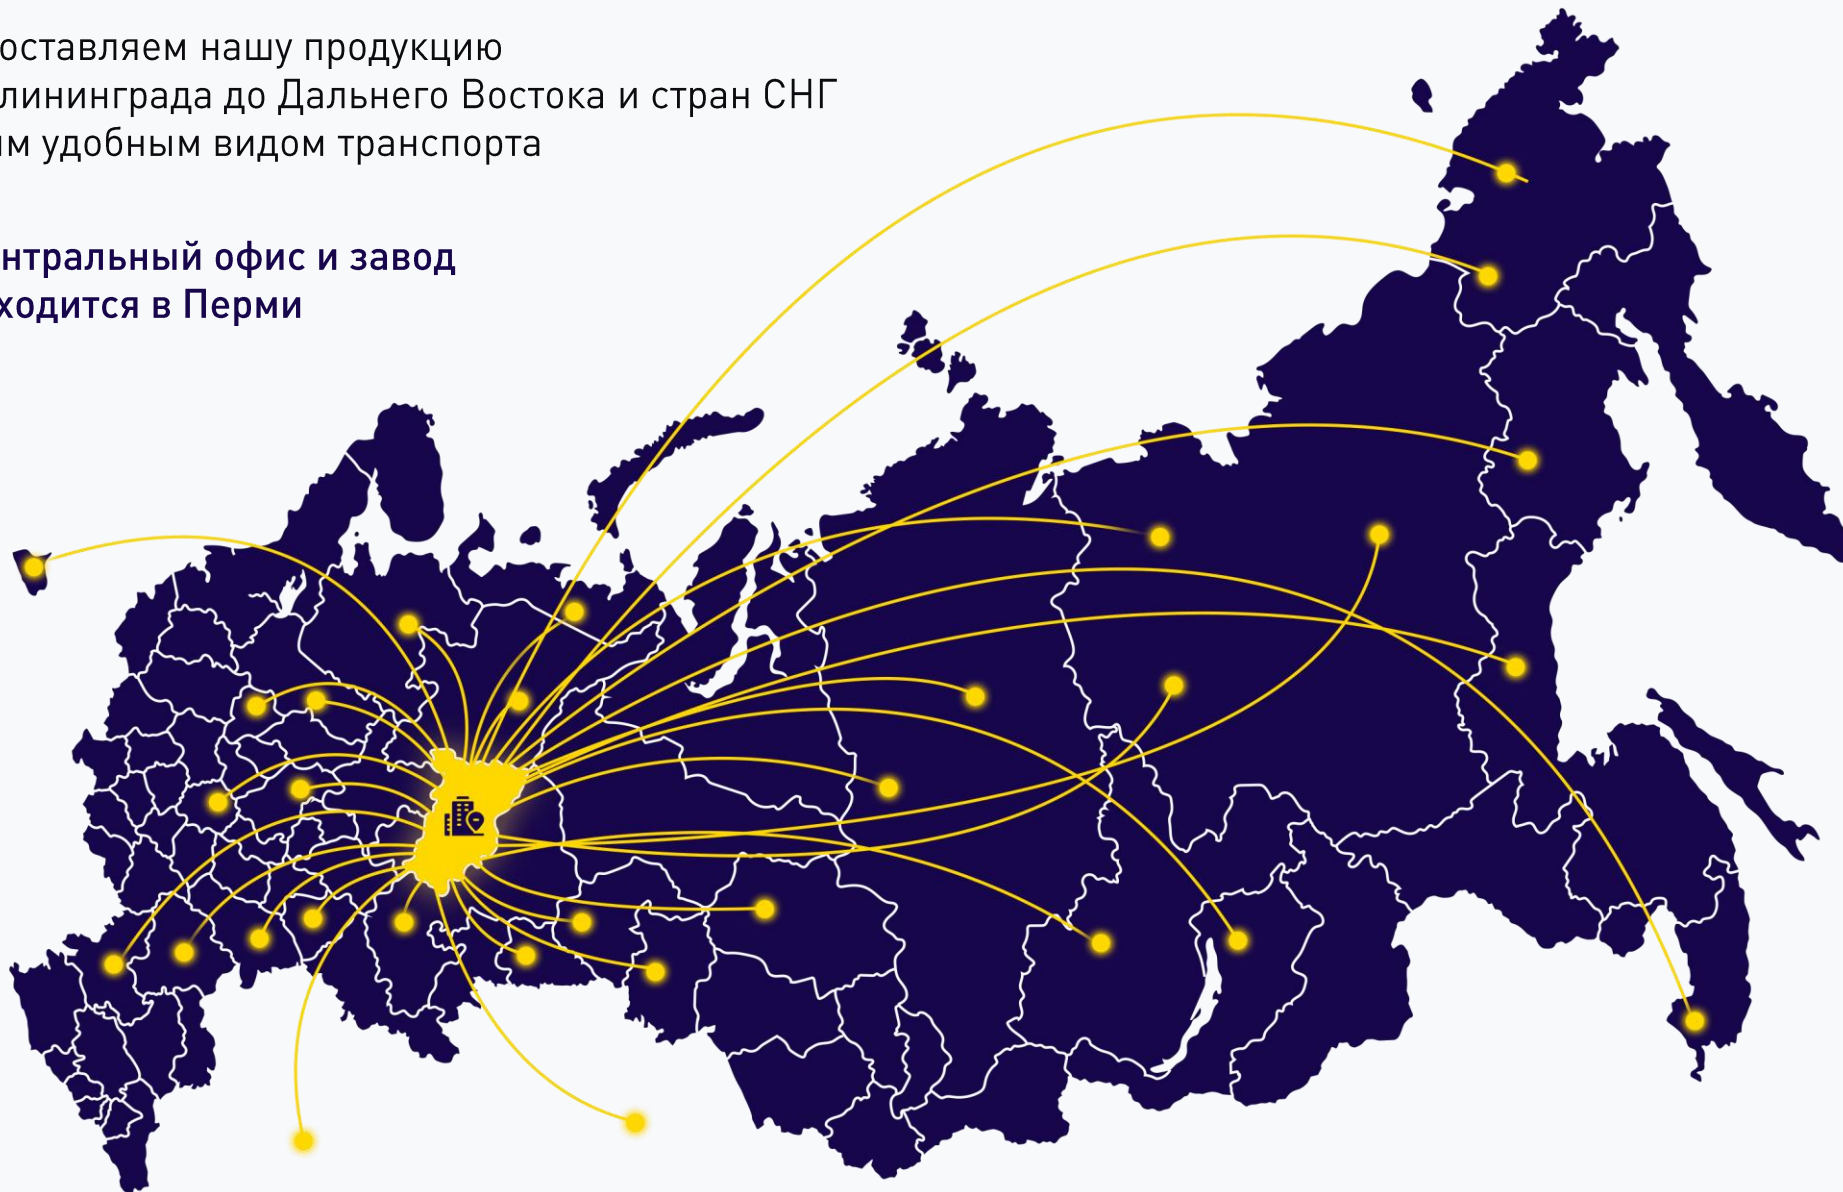 оставляем нашу продукцию
лининграда до Дальнего Востока и стран СНГ
м удобным видом транспорта
нтральный офис и завод
ходится в Перми